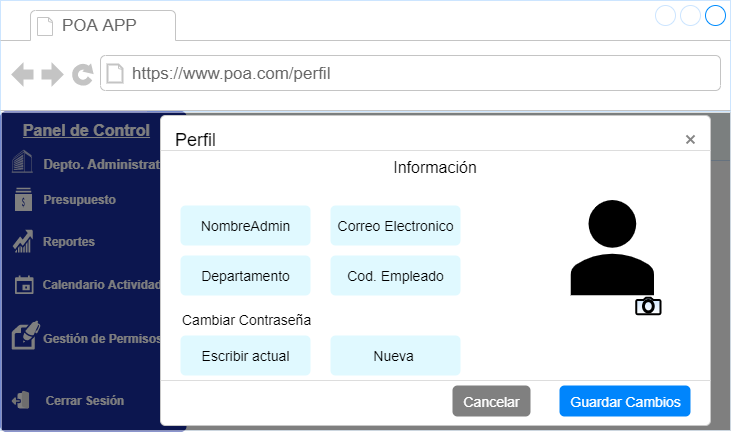 POA APP
https://www.poa.com/perfil
Panel de Control
Depto. Administrat
Presupuesto
Reportes
Calendario Actividad
Gestión de Permisos
Cerrar Sesión
Perfil
×
Información
NombreAdmin
Correo Electronico
Departamento
Cod. Empleado
Cambiar Contraseña
Escribir actual
Nueva
Cancelar
Guardar Cambios